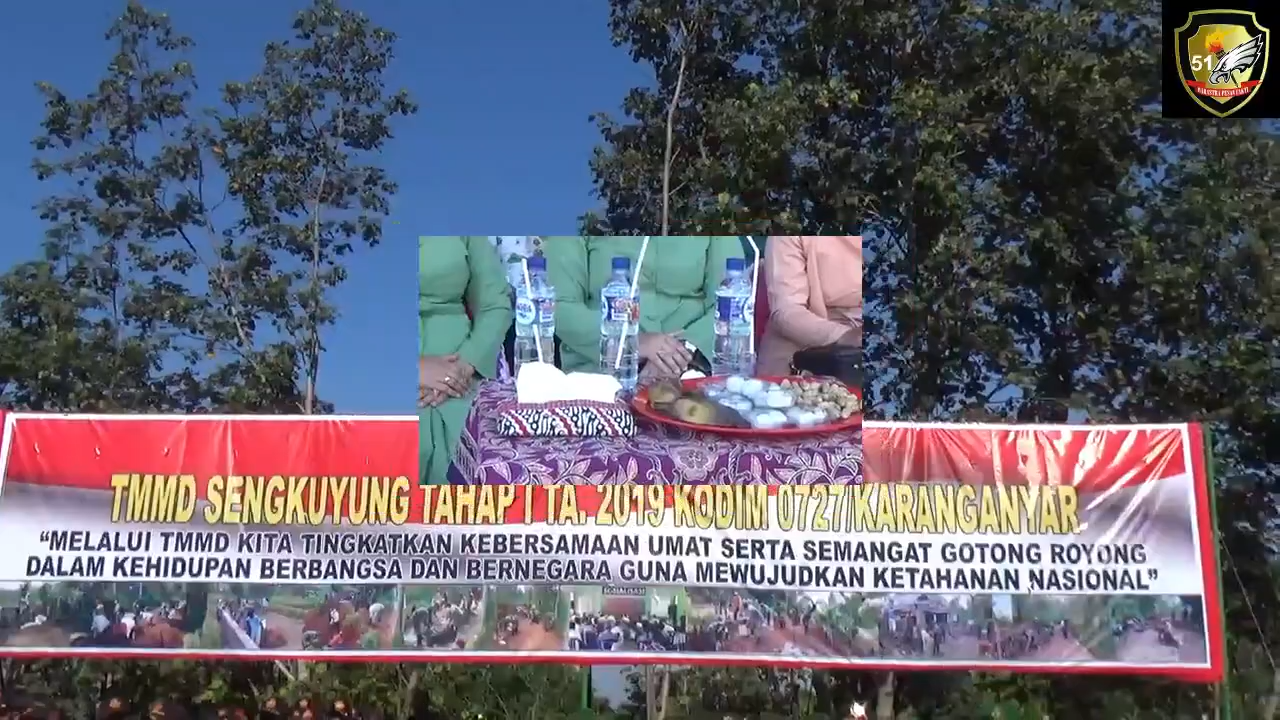 51
TMMD SENGKUYUNG TAHAP I TA. 2019 KODIM 0727/KARANGANYAR
“MELALUI TMMD KITA TINGKATKAN KEBERSAMAAN UMAT SERTA SEMANGAT GOTONG ROYONG
DALAM KEHIDUPAN BERBANGSA DAN BERNEGARA GUNA MEWUJUDKAN KETAHANAN NASIONAL”